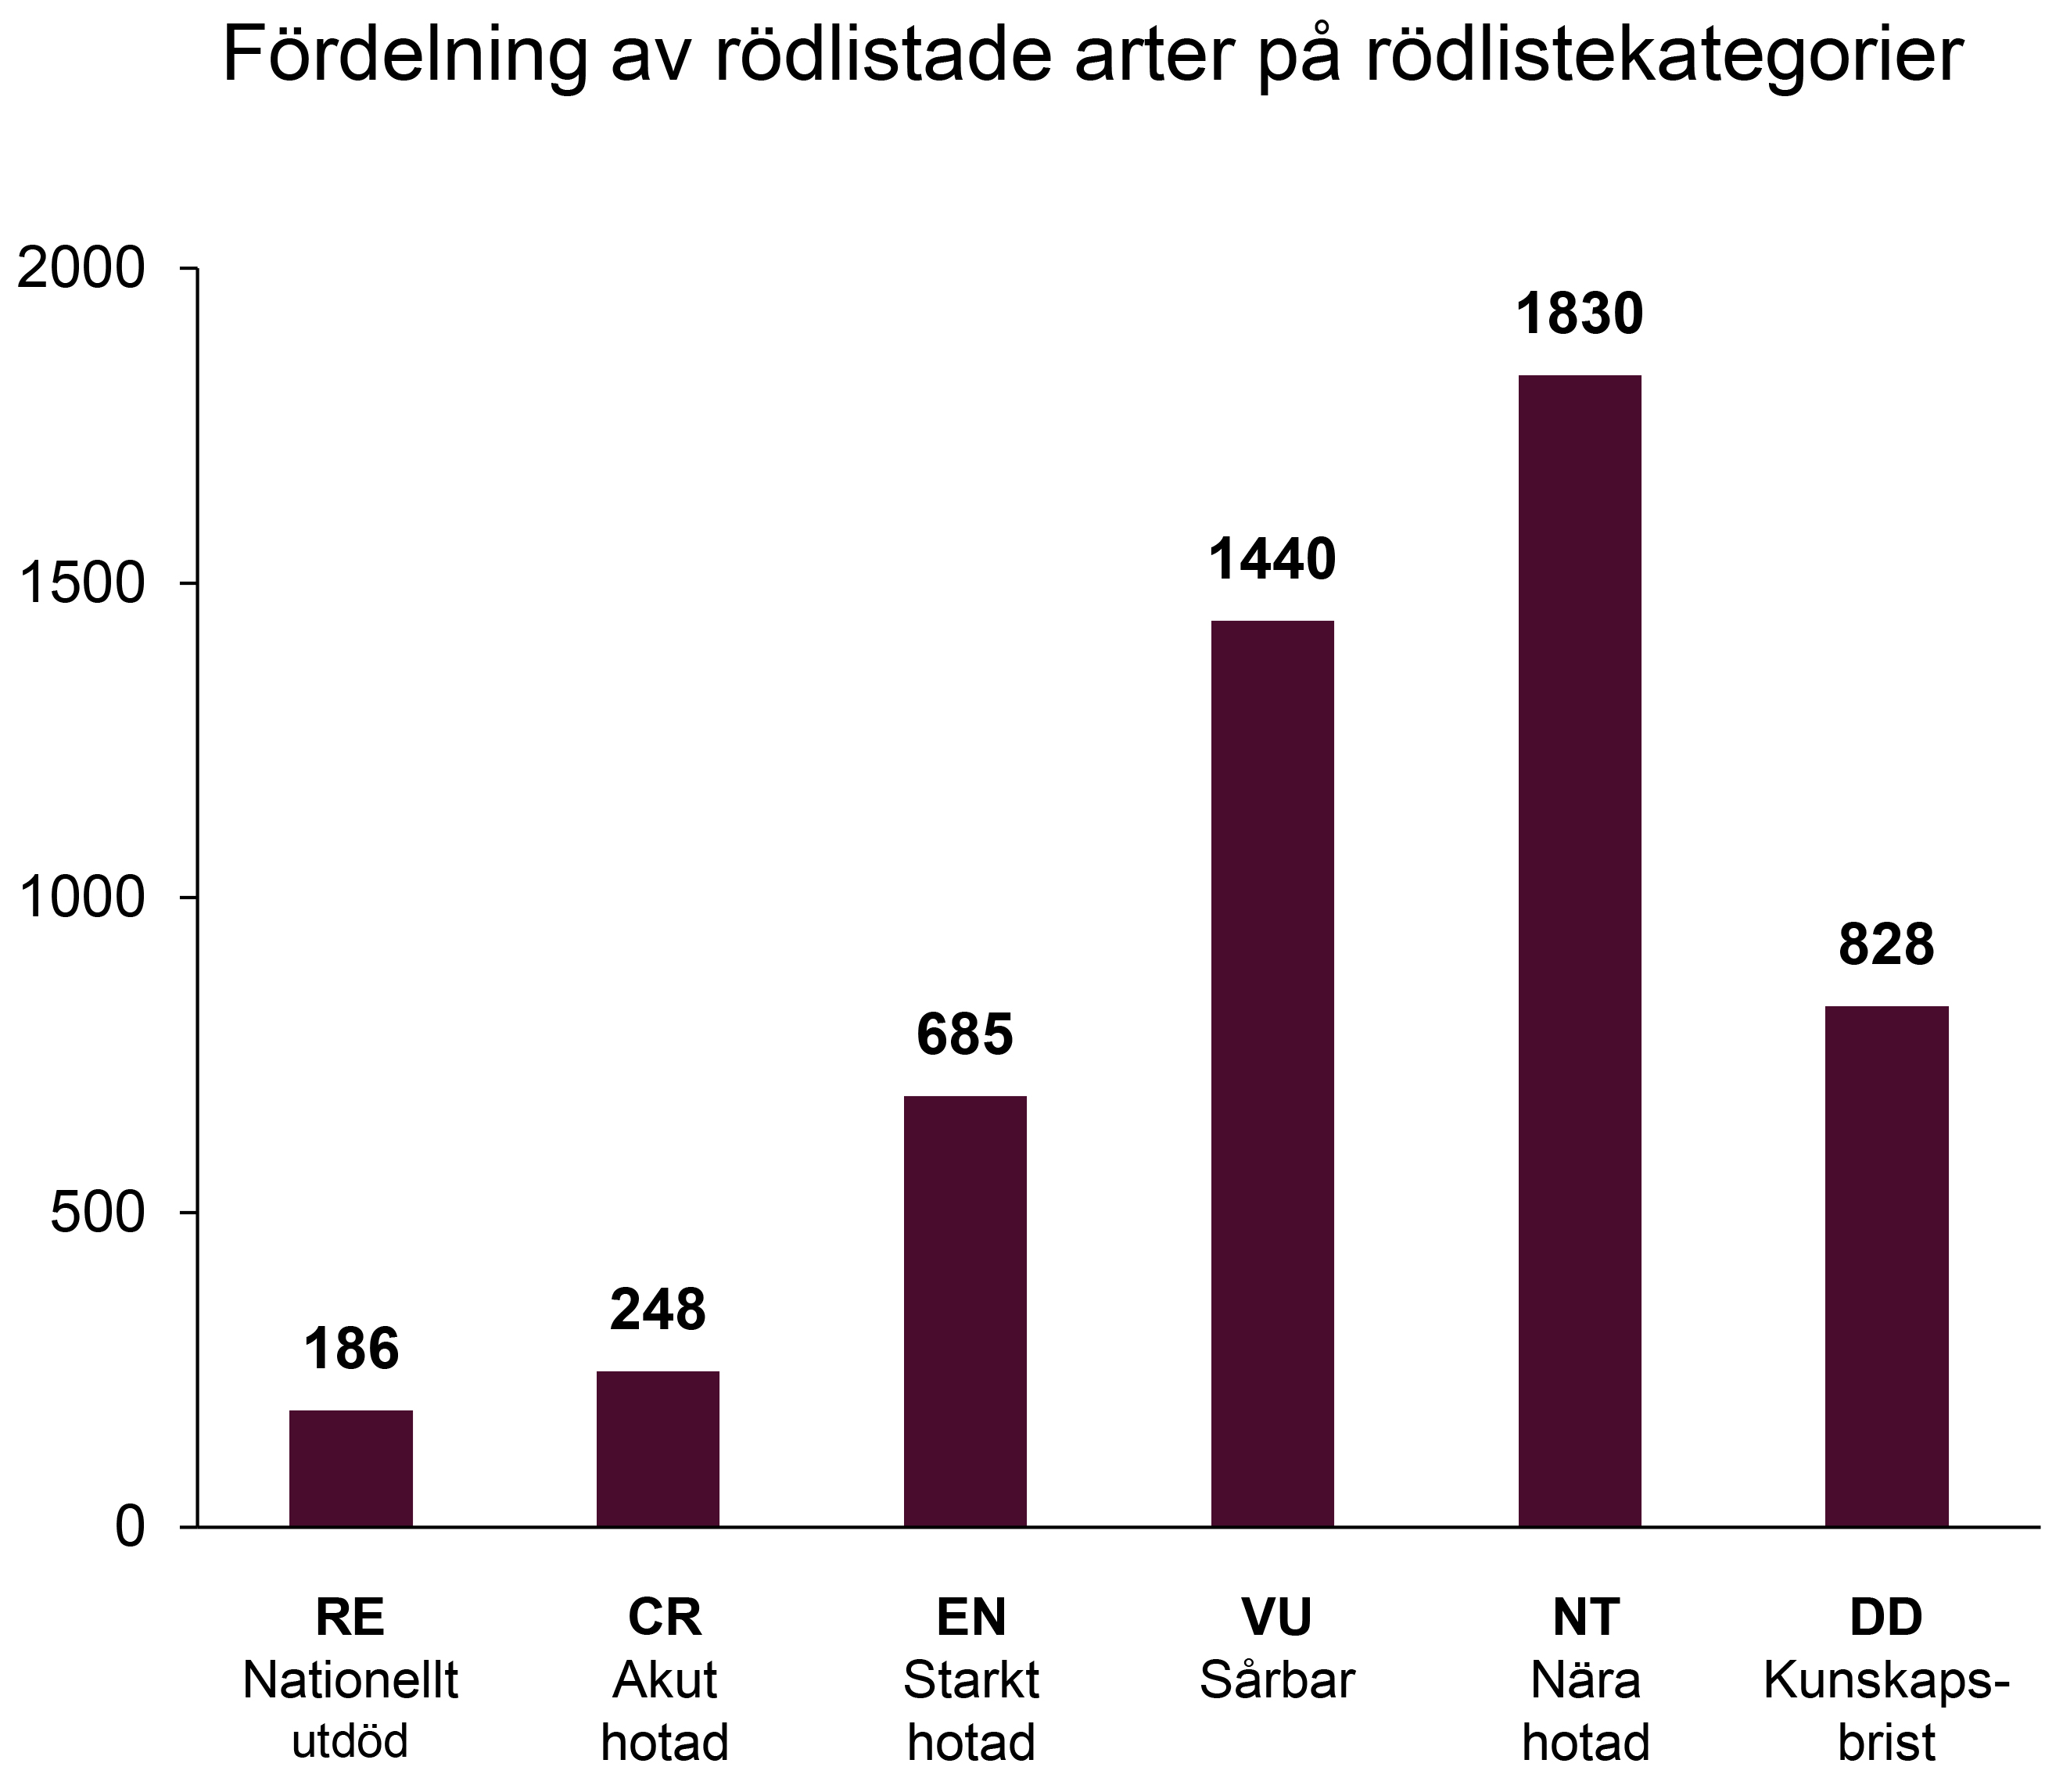 Fördelning av rödlistade arter på rödlistekategorier
2000
1500
1000
500
0
186
248
685
1440
1830
828
RE
Nationellt
utdöd
CR
Akut
hotad
EN
Starkt
hotad
VU
Sårbar
NT
Nära
hotad
DD
Kunskaps-
brist